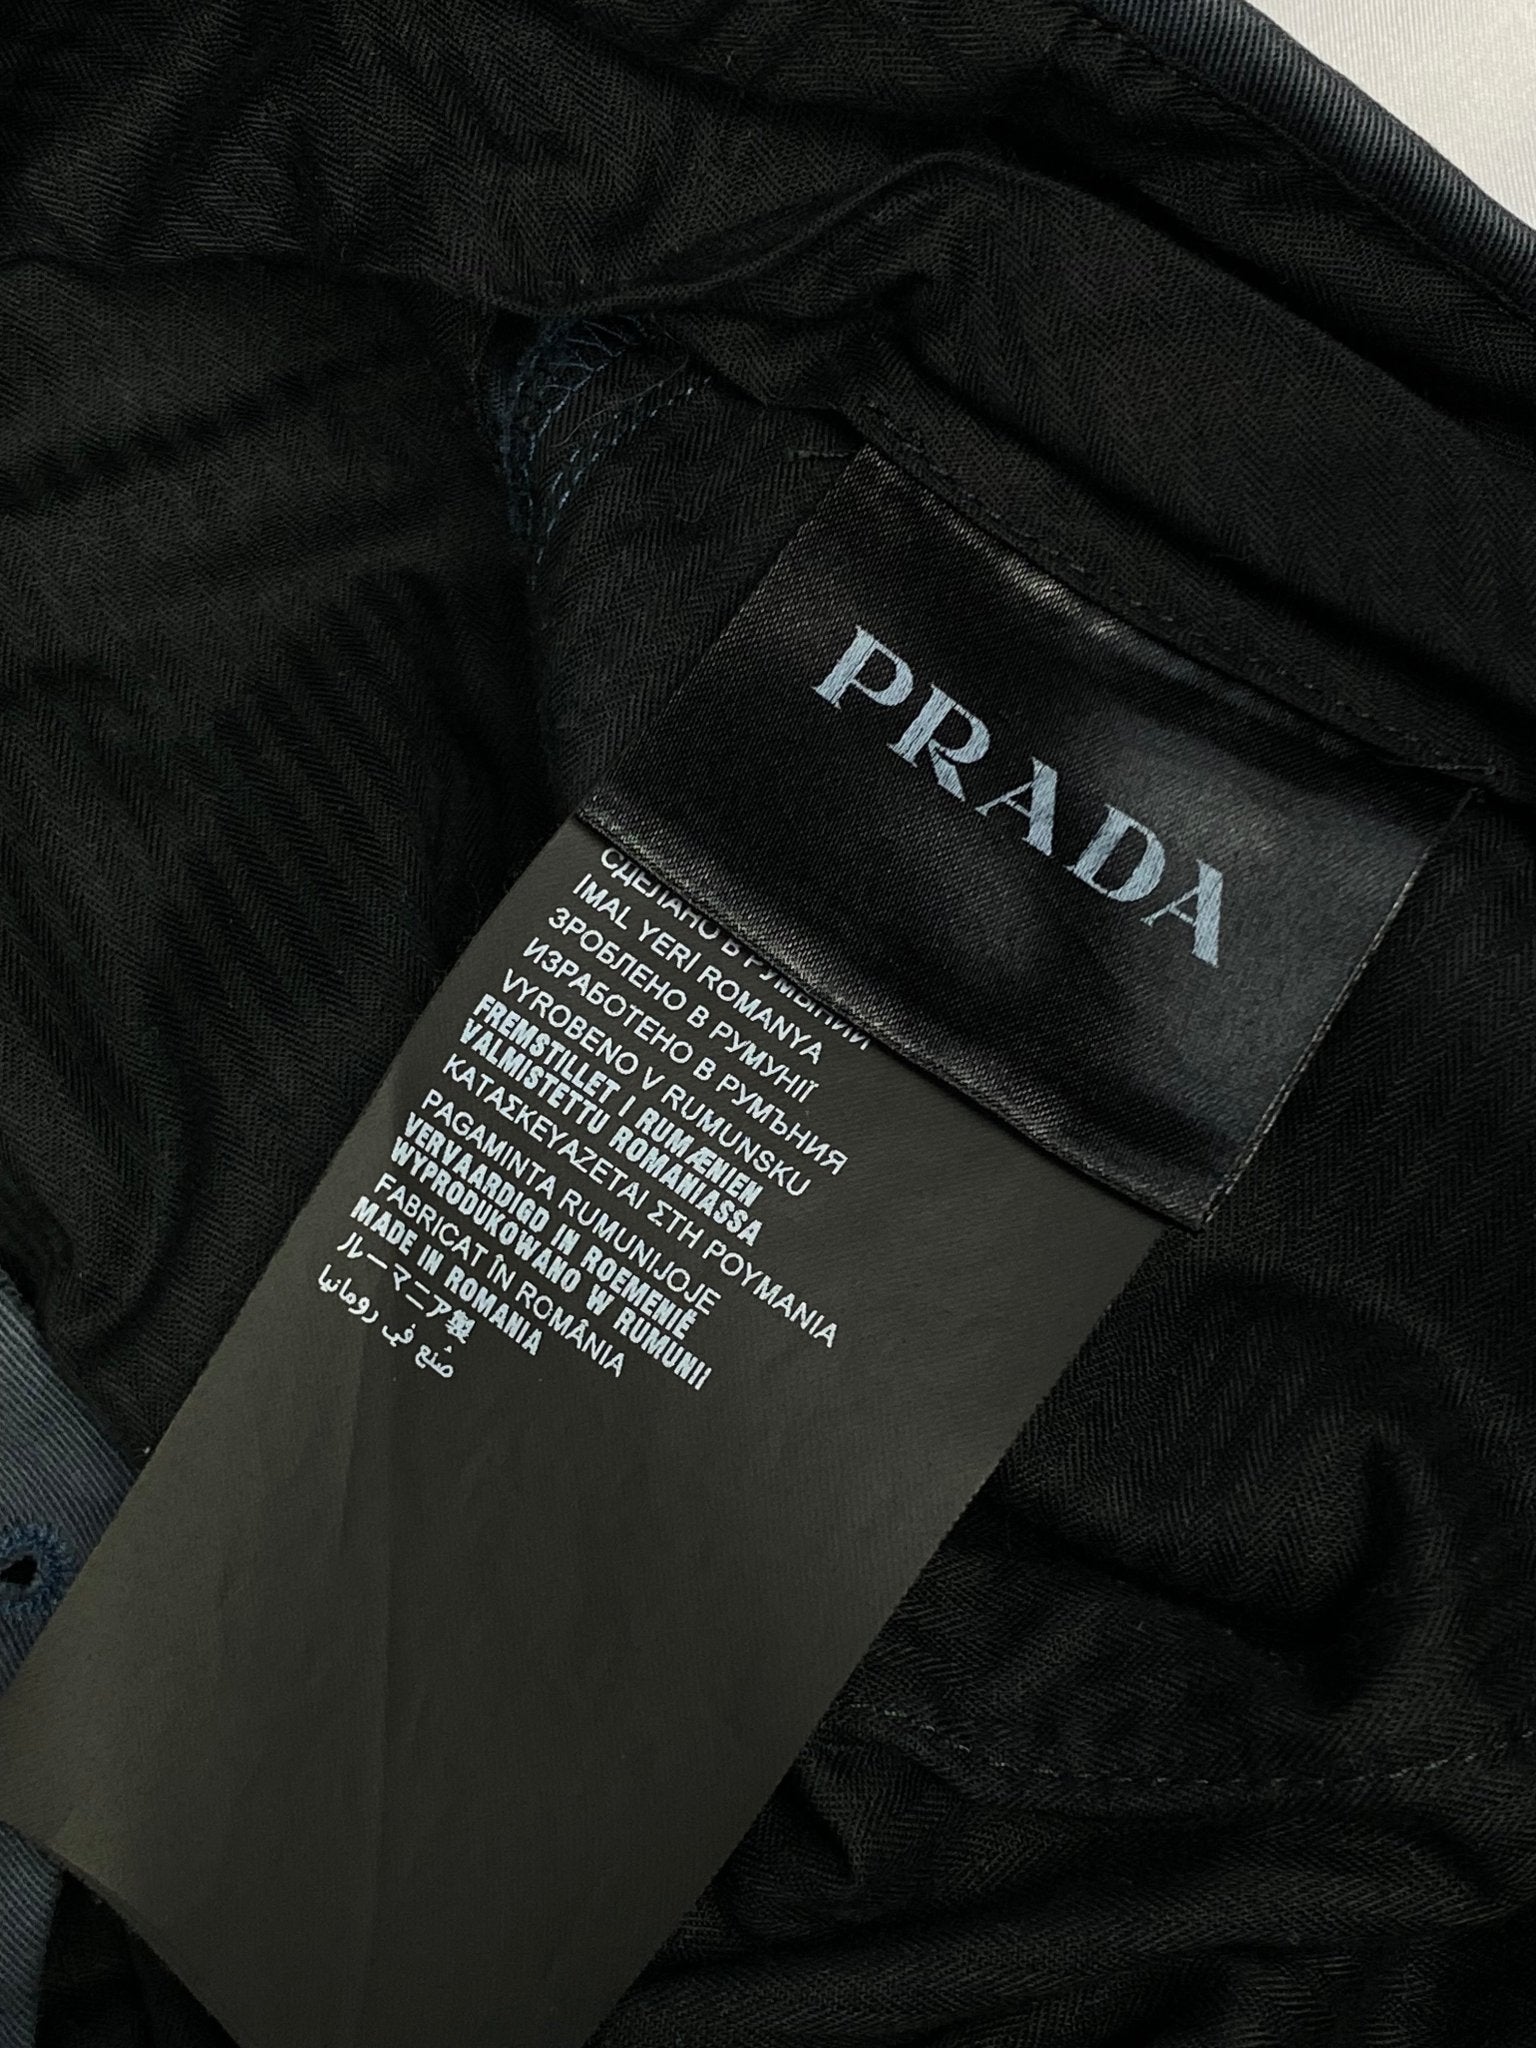 PRADA
СДЕЛАНО В РУМЫНИИ
IMAL YERI ROMANYA
ЗРОБЛЕНО В РУМУНІЇ
ИЗРАБОТЕНО В РУМЪНИЯ
VYROBENO V RUMUNSKU
FREMSTILLET I RUMÆNIEN
VALMISTETTU ROMANIASSA
ΚΑΤΑΣΚΕΥΑΖΕΤΑΙ ΣΤΗ ΡΟΥΜΑΝΙΑ
PAGAMINTA RUMUNIJOJE
VERVAARDIGD IN ROEMENIË
WYPRODUKOWANO W RUMUNII
FABRICAT ÎN ROMÂNIA
MADE IN ROMANIA
ルーマニア製
صُنع في رومانيا